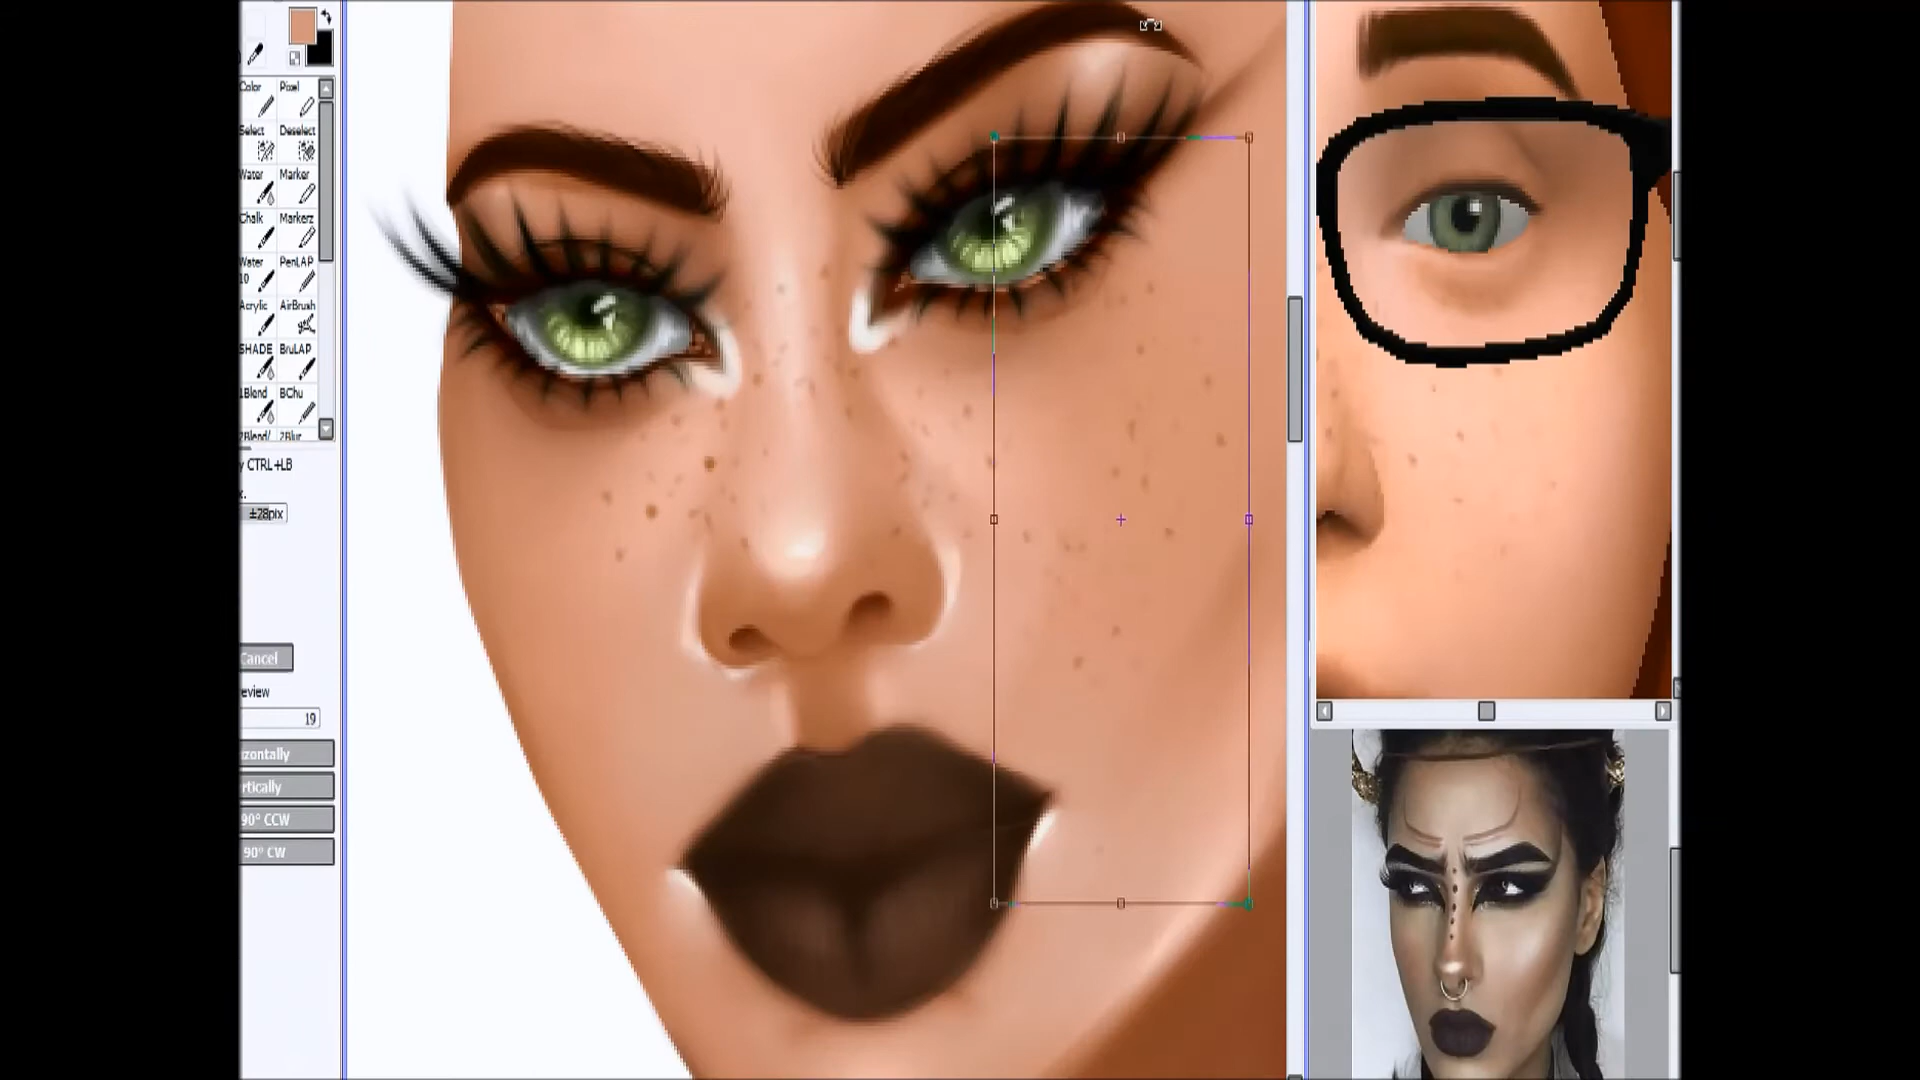 Color Pixel
Select Deselect
Water Marker
Chalk Markerz
Water 10 PenLAP
Acrylic AirBrush
SHADE BruLAP
1Blend BChu
2Blend/ 2Blur
y CTRL+LB
x.
±28pix
Cancel
eview
19
izontally
rtically
90° CCW
90° CW